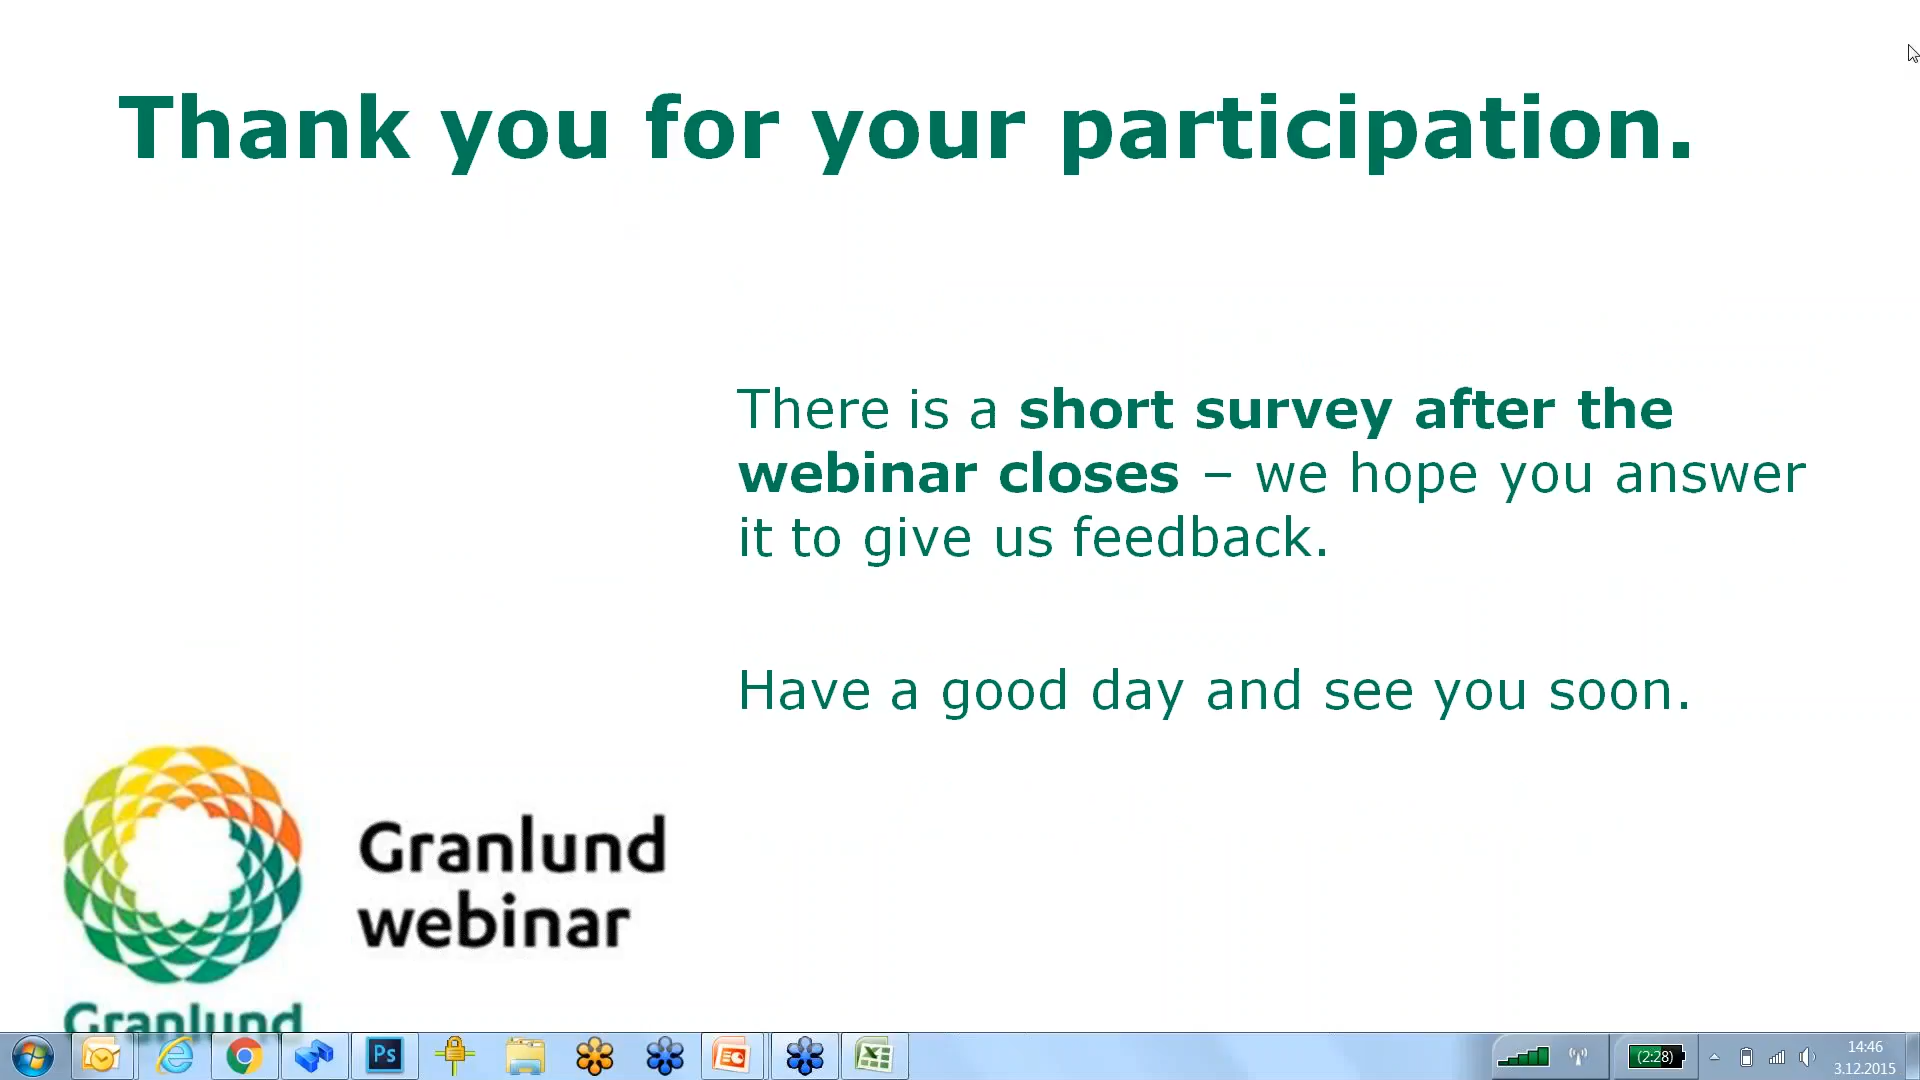 Thank you for your participation.
There is a short survey after the
webinar closes – we hope you answer
it to give us feedback.
Have a good day and see you soon.
Granlund
webinar
Granlund
Ps
(2:28)
14:46
3.12.2015